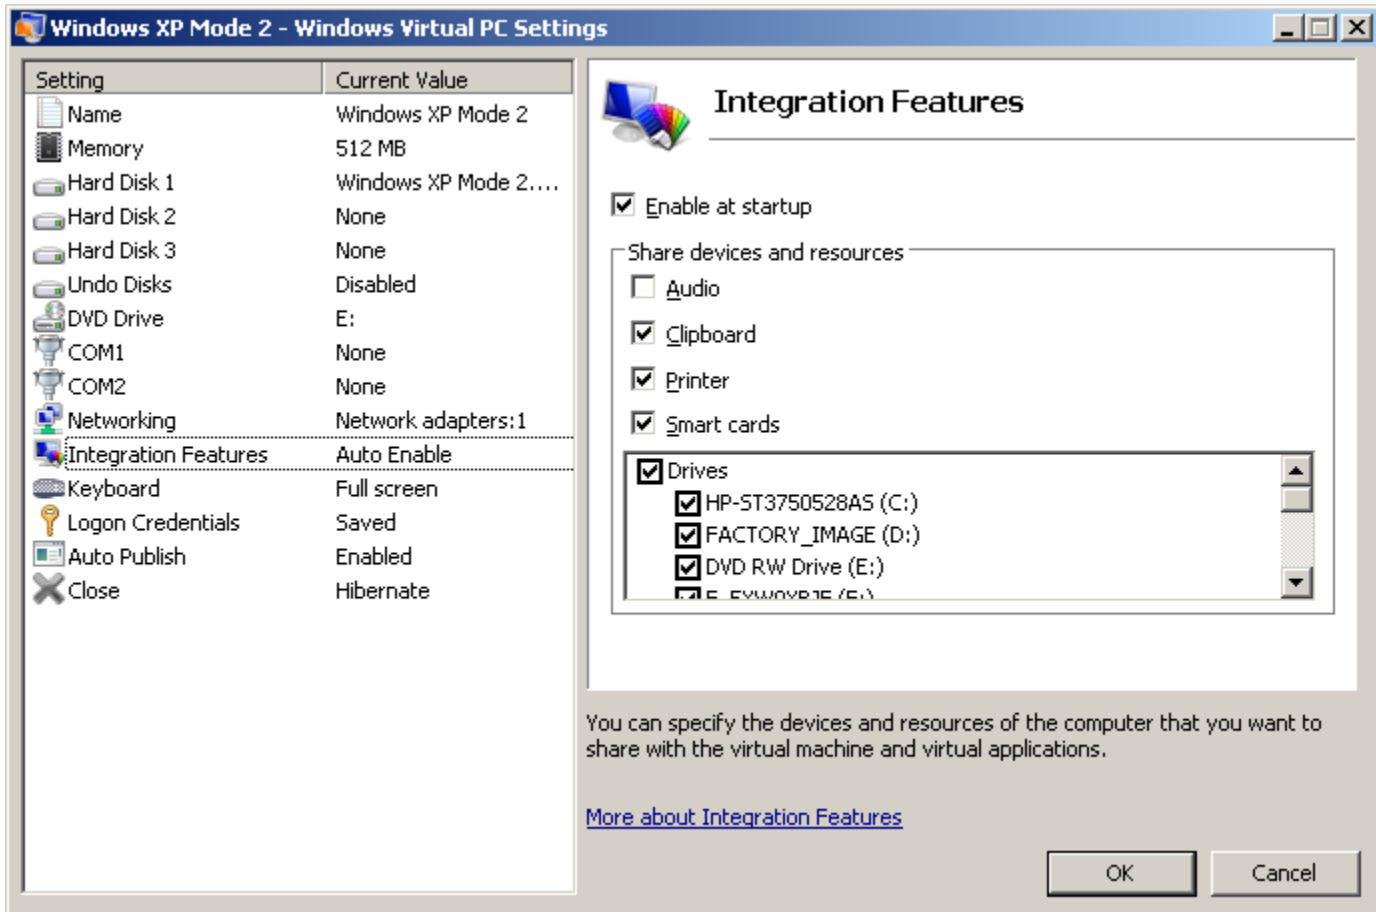 Windows XP Mode 2 - Windows Virtual PC Settings
Setting Current Value
Name Windows XP Mode 2
Memory 512 MB
Hard Disk 1 Windows XP Mode 2....
Hard Disk 2 None
Hard Disk 3 None
Undo Disks Disabled
DVD Drive E:
COM1 None
COM2 None
Networking Network adapters:1
Integration Features Auto Enable
Keyboard Full screen
Logon Credentials Saved
Auto Publish Enabled
Close Hibernate
Integration Features
Enable at startup
Share devices and resources
Audio
Clipboard
Printer
Smart cards
Drives
HP-ST3750528AS (C:)
FACTORY_IMAGE (D:)
DVD RW Drive (E:)
You can specify the devices and resources of the computer that you want to
share with the virtual machine and virtual applications.
More about Integration Features
OK Cancel